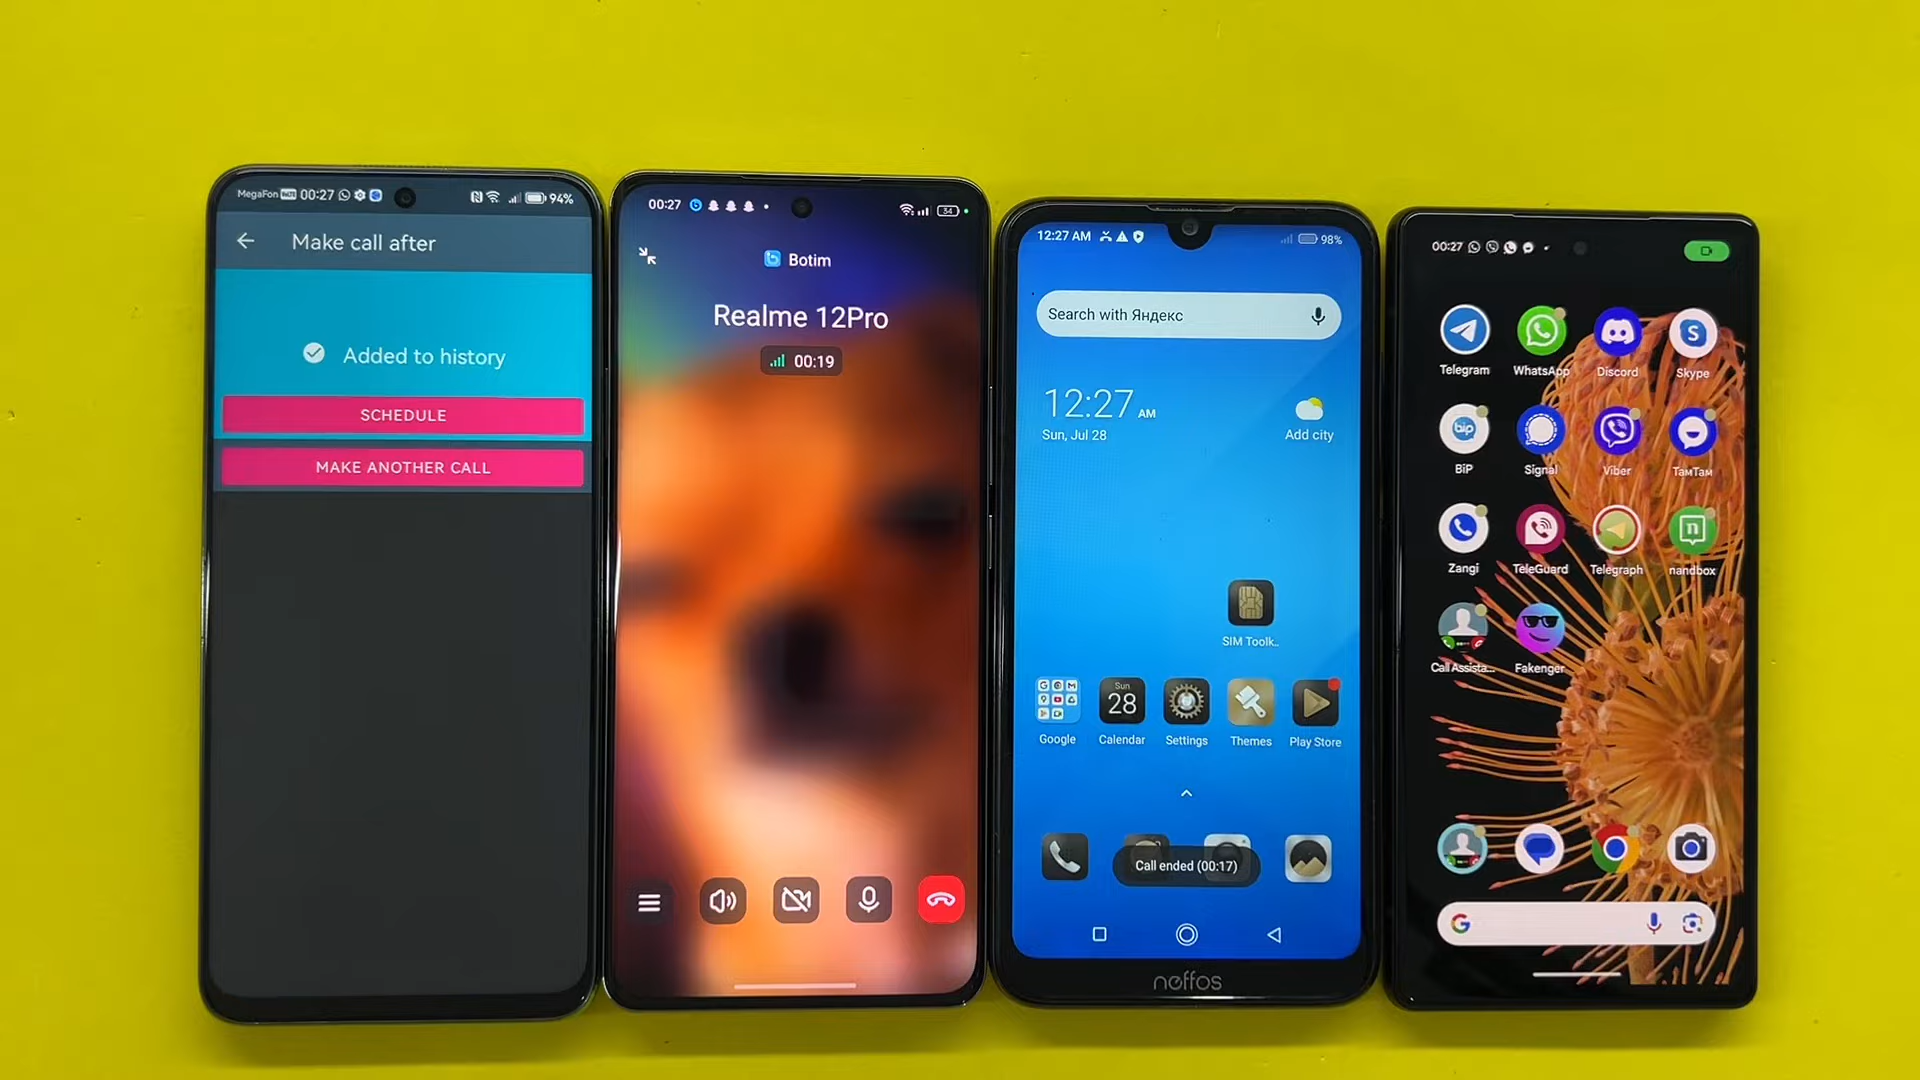 MegaFon 00:27 94%
Make call after
Added to history
SCHEDULE
MAKE ANOTHER CALL
00:27 34
Botim
Realme 12Pro
00:19
12:27 AM 98%
Search with Яндекс
12:27 AM
Sun, Jul 28
Add city
SIM Toolk..
Sun
28
Google Calendar Settings Themes Play Store
Call ended (00:17)
neffos
00:27
Telegram WhatsApp Discord Skype
bip
BiP Signal Viber ТамТам
n
Zangi TeleGuard Telegraph nandbox
Call Assista... Fakenger